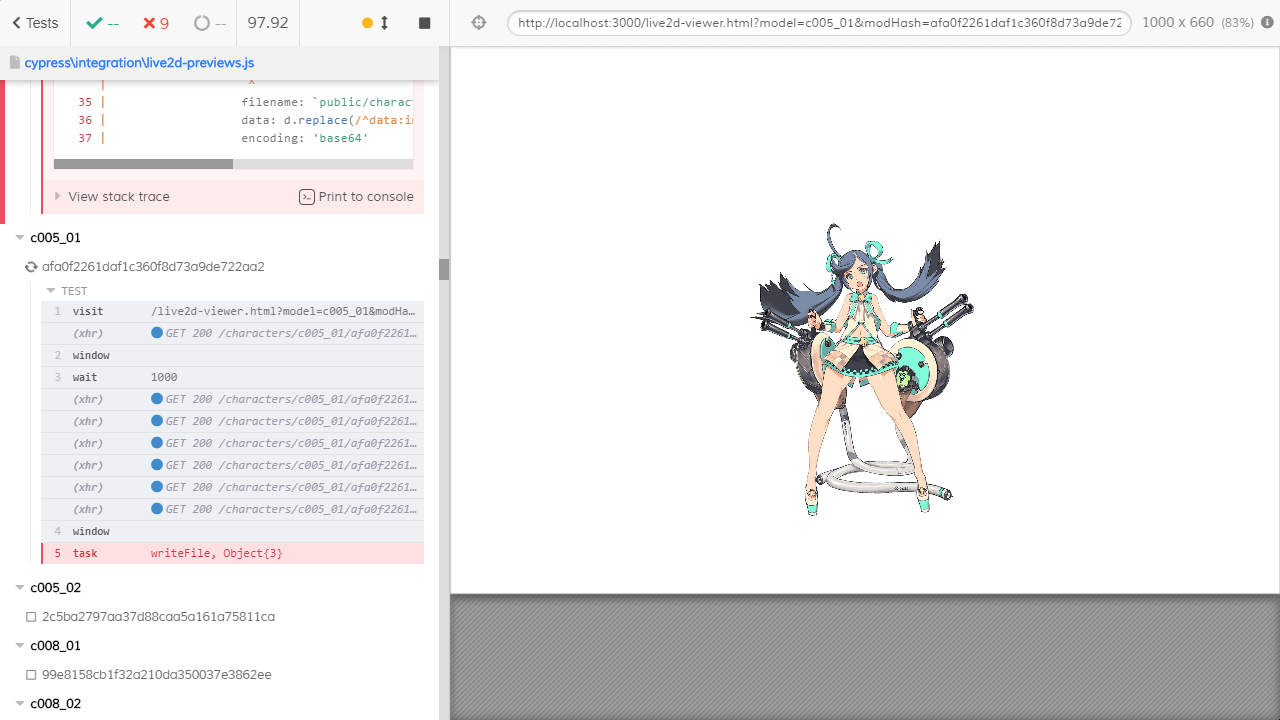 Tests
--
9
--
97.92
http://localhost:3000/live2d-viewer.html?model=c005_01&modHash=afa0f2261daf1c360f8d73a9de72
1000 x 660 (83%)
cypress\integration\live2d-previews.js
35 | filename: `public/charact
36 | data: d.replace(/^data:i
37 | encoding: 'base64'
View stack trace
Print to console
c005_01
afa0f2261daf1c360f8d73a9de722aa2
TEST
1 visit /live2d-viewer.html?model=c005_01&modHa…
(xhr) GET 200 /characters/c005_01/afa0f2261…
2 window
3 wait 1000
(xhr) GET 200 /characters/c005_01/afa0f2261…
(xhr) GET 200 /characters/c005_01/afa0f2261…
(xhr) GET 200 /characters/c005_01/afa0f2261…
(xhr) GET 200 /characters/c005_01/afa0f2261…
(xhr) GET 200 /characters/c005_01/afa0f2261…
(xhr) GET 200 /characters/c005_01/afa0f2261…
4 window
5 task writeFile, Object{3}
c005_02
2c5ba2797aa37d88caa5a161a75811ca
c008_01
99e8158cb1f32a210da350037e3862ee
c008_02